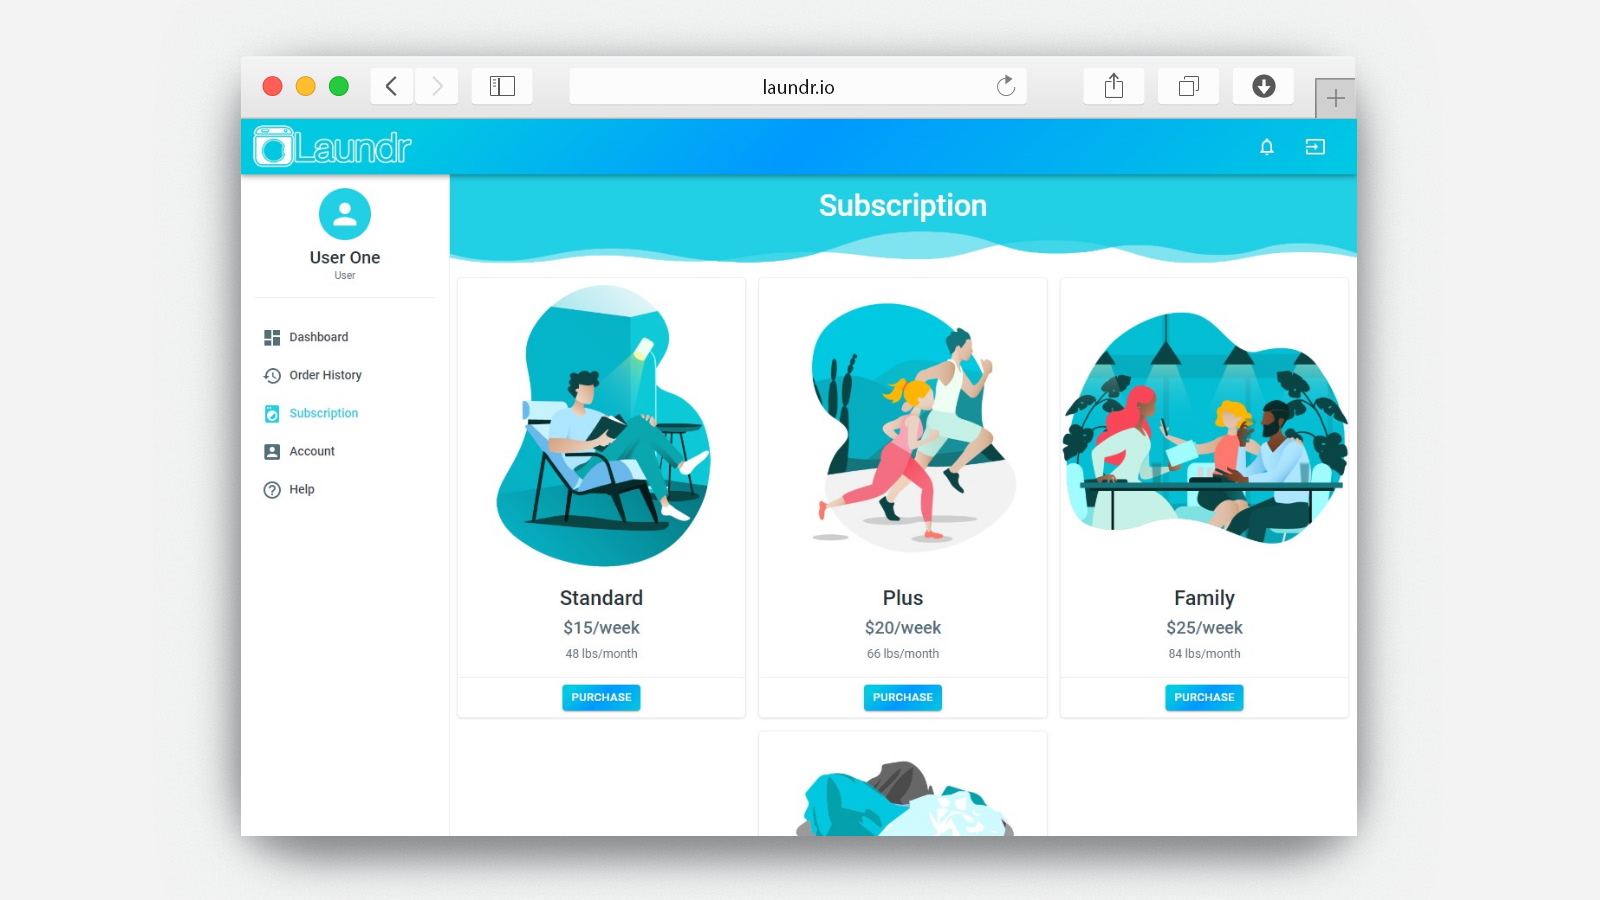 laundr.io
Laundr
Subscription
User One
User
Dashboard
Order History
Subscription
Account
Help
Standard
$15/week
48 lbs/month
PURCHASE
Plus
$20/week
66 lbs/month
PURCHASE
Family
$25/week
84 lbs/month
PURCHASE